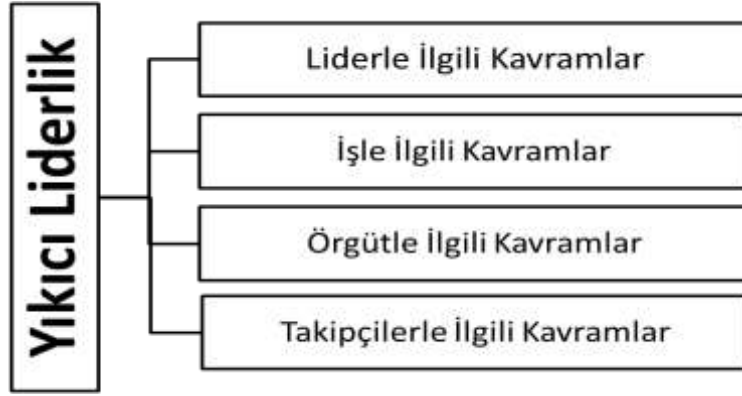 Yıkıcı Liderlik
Liderle İlgili Kavramlar
İşle İlgili Kavramlar
Örgütle İlgili Kavramlar
Takipçilerle İlgili Kavramlar